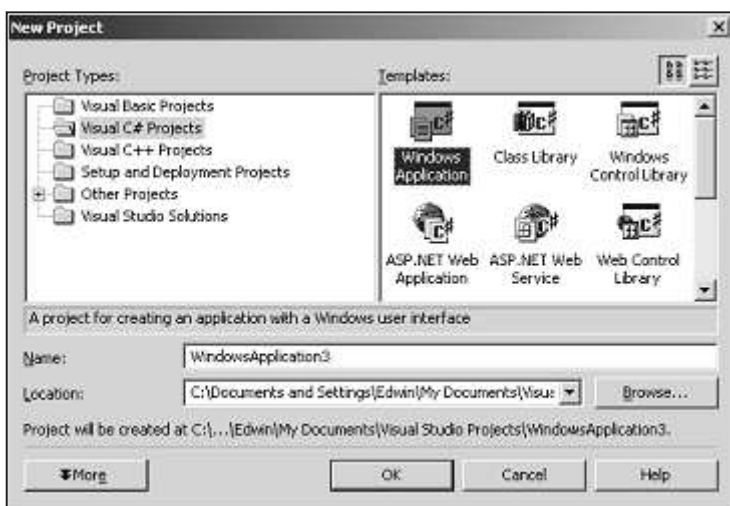 New Project
Project Types:
Templates:
Visual Basic Projects
Visual C# Projects
Visual C++ Projects
Setup and Deployment Projects
Other Projects
Visual Studio Solutions
Windows Application
Class Library
Windows Control Library
ASP.NET Web Application
ASP.NET Web Service
Web Control Library
A project for creating an application with a Windows user interface
Name:
WindowsApplication3
Location:
C:\Documents and Settings\Edwin\My Documents\Visua
Browse...
Project will be created at C:\...\Edwin\My Documents\Visual Studio Projects\WindowsApplication3.
More
OK
Cancel
Help